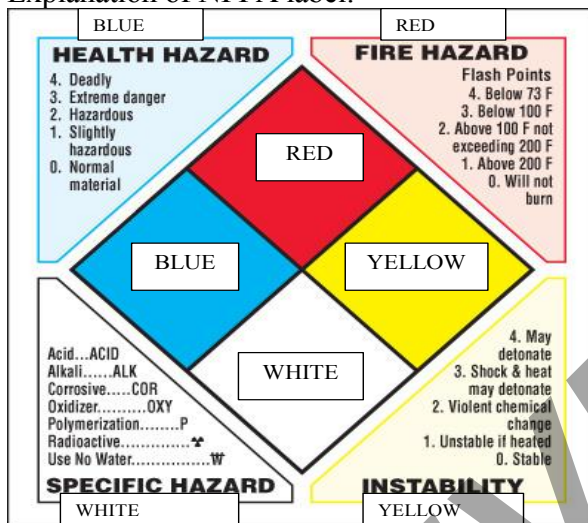 Explanation of NFPA label:
BLUE
HEALTH HAZARD
4. Deadly
3. Extreme danger
2. Hazardous
1. Slightly
hazardous
0. Normal
material
RED
FIRE HAZARD
Flash Points
4. Below 73 F
3. Below 100 F
2. Above 100 F not
exceeding 200 F
1. Above 200 F
0. Will not
burn
RED
BLUE
YELLOW
WHITE
Acid...ACID
Alkali......ALK
Corrosive.....COR
Oxidizer..........OXY
Polymerization........P
Radioactive..............☢
Use No Water................W
SPECIFIC HAZARD
WHITE
4. May
detonate
3. Shock & heat
may detonate
2. Violent chemical
change
1. Unstable if heated
0. Stable
INSTABILITY
YELLOW